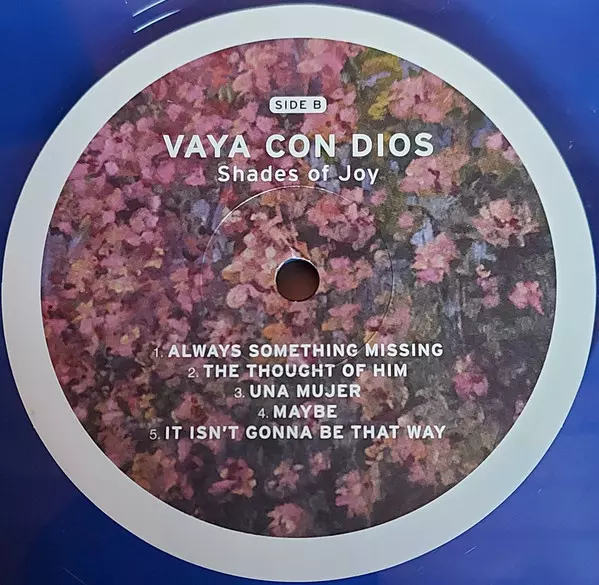 SIDE B
VAYA CON DIOS
Shades of Joy
1. ALWAYS SOMETHING MISSING
2. THE THOUGHT OF HIM
3. UNA MUJER
4. MAYBE
5. IT ISN'T GONNA BE THAT WAY